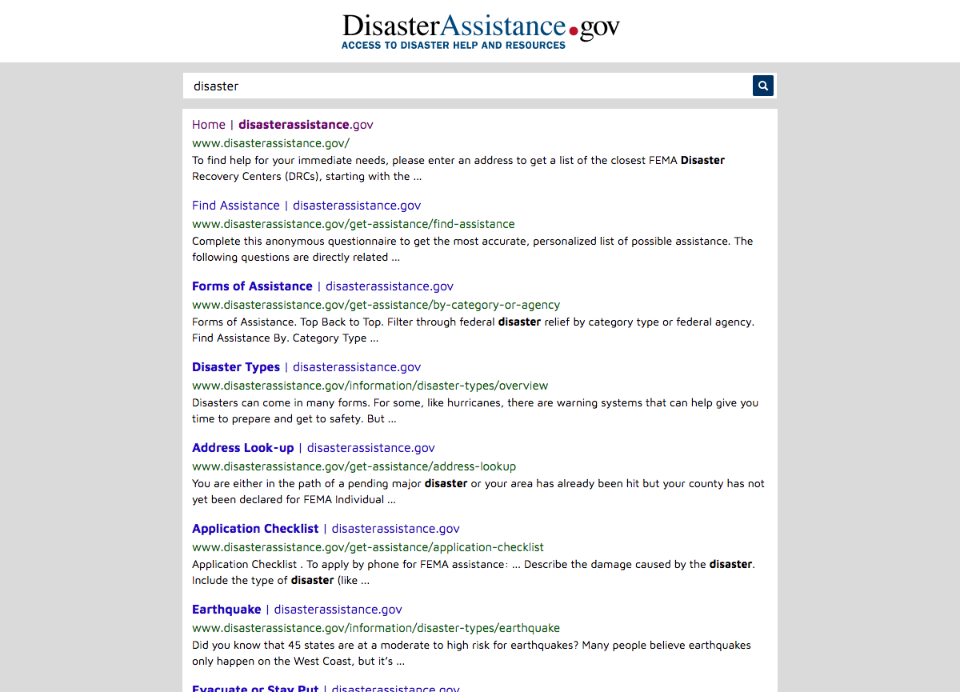 DisasterAssistance.gov
ACCESS TO DISASTER HELP AND RESOURCES
disaster
Home | disasterassistance.gov
www.disasterassistance.gov/
To find help for your immediate needs, please enter an address to get a list of the closest FEMA Disaster
Recovery Centers (DRCs), starting with the ...
Find Assistance | disasterassistance.gov
www.disasterassistance.gov/get-assistance/find-assistance
Complete this anonymous questionnaire to get the most accurate, personalized list of possible assistance. The
following questions are directly related ...
Forms of Assistance | disasterassistance.gov
www.disasterassistance.gov/get-assistance/by-category-or-agency
Forms of Assistance. Top Back to Top. Filter through federal disaster relief by category type or federal agency.
Find Assistance By. Category Type ...
Disaster Types | disasterassistance.gov
www.disasterassistance.gov/information/disaster-types/overview
Disasters can come in many forms. For some, like hurricanes, there are warning systems that can help give you
time to prepare and get to safety. But ...
Address Look-up | disasterassistance.gov
www.disasterassistance.gov/get-assistance/address-lookup
You are either in the path of a pending major disaster or your area has already been hit but your county has not
yet been declared for FEMA Individual ...
Application Checklist | disasterassistance.gov
www.disasterassistance.gov/get-assistance/application-checklist
Application Checklist . To apply by phone for FEMA assistance: ... Describe the damage caused by the disaster.
Include the type of disaster (like ...
Earthquake | disasterassistance.gov
www.disasterassistance.gov/information/disaster-types/earthquake
Did you know that 45 states are at a moderate to high risk for earthquakes? Many people believe earthquakes
only happen on the West Coast, but it's ...
Evacuate or Stay Put | disasterassistance.gov